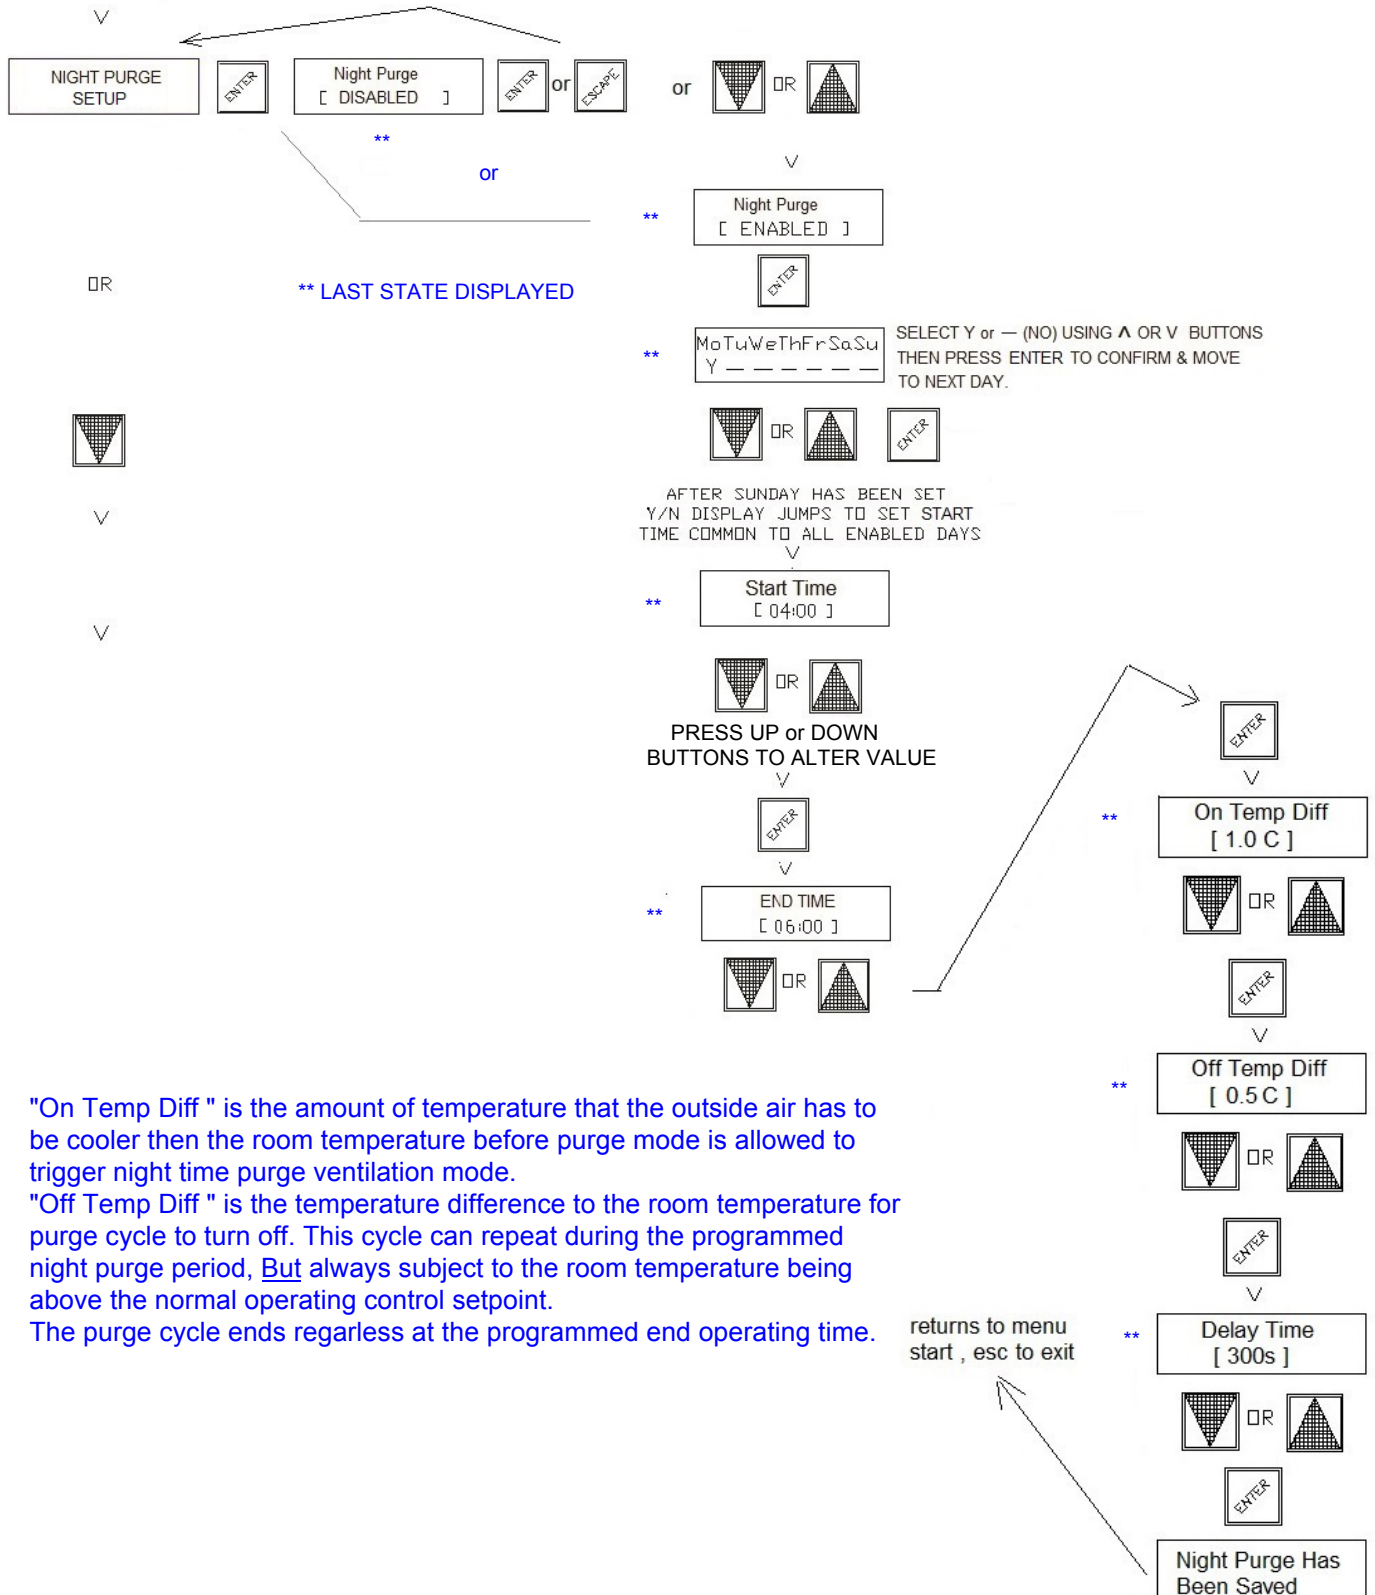 V
NIGHT PURGE
SETUP
ENTER
Night Purge
[ DISABLED ]
ENTER
or
ESCAPE
or
OR
**
or
V
**
Night Purge
[ ENABLED ]
ENTER
OR
** LAST STATE DISPLAYED
**
MoTuWeThFrSaSu
Y — — — — — —
SELECT Y or — (NO) USING Λ OR V BUTTONS
THEN PRESS ENTER TO CONFIRM & MOVE
TO NEXT DAY.
OR
ENTER
V
AFTER SUNDAY HAS BEEN SET
Y/N DISPLAY JUMPS TO SET START
TIME COMMON TO ALL ENABLED DAYS
V
**
Start Time
[ 04:00 ]
V
OR
PRESS UP or DOWN
BUTTONS TO ALTER VALUE
V
ENTER
V
**
END TIME
[ 06:00 ]
OR
ENTER
V
**
On Temp Diff
[ 1.0 C ]
OR
ENTER
V
**
Off Temp Diff
[ 0.5 C ]
OR
ENTER
V
**
Delay Time
[ 300s ]
OR
ENTER
Night Purge Has
Been Saved
returns to menu
start , esc to exit
"On Temp Diff " is the amount of temperature that the outside air has to
be cooler then the room temperature before purge mode is allowed to
trigger night time purge ventilation mode.
"Off Temp Diff " is the temperature difference to the room temperature for
purge cycle to turn off. This cycle can repeat during the programmed
night purge period, But always subject to the room temperature being
above the normal operating control setpoint.
The purge cycle ends regarless at the programmed end operating time.